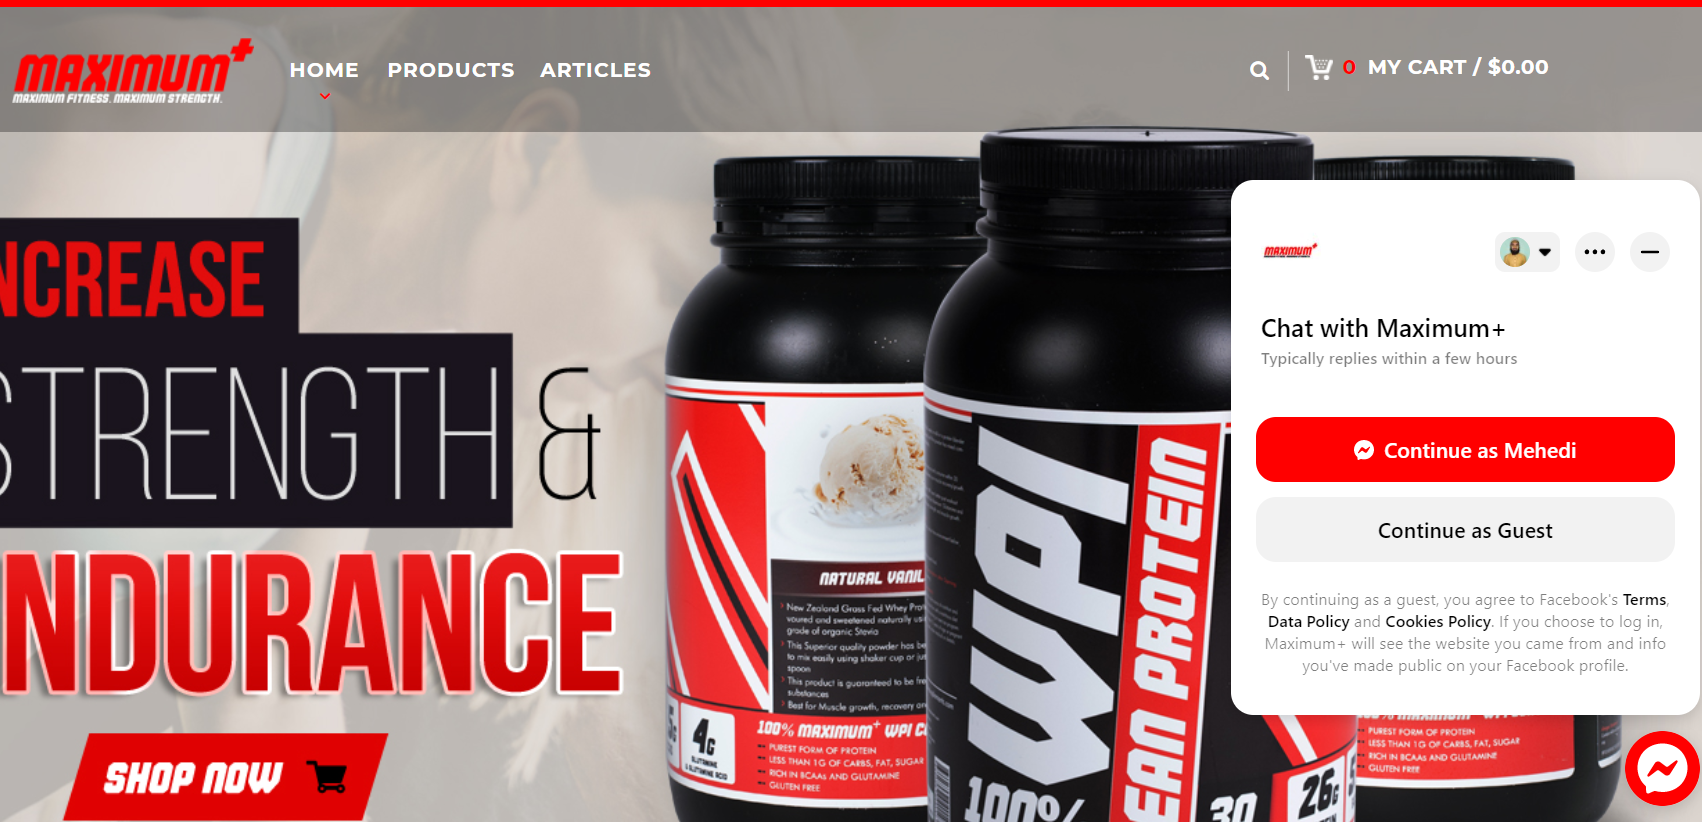 MAXIMUM+
MAXIMUM FITNESS. MAXIMUM STRENGTH.
HOME
PRODUCTS
ARTICLES
0 MY CART / $0.00
NCREASE
STRENGTH &
NDURANCE
SHOP NOW
NATURAL VANIL
New Zealand Grass Fed Whey Prot
voured and sweetened naturally usi
grade of organic Stevia
This Superior quality powder has be
to mix easily using shaker cup or jus
spoon
This product is guaranteed to be fre
substances
Best for Muscle growth, recovery an
4G
GLUTAMINE
& GLUTAMINE ACID
100% MAXIMUM+ WPI CO
PUREST FORM OF PROTEIN
LESS THAN 1G OF CARBS, FAT, SUGAR
RICH IN BCAAs AND GLUTAMINE
GLUTEN FREE
WPI
EAN PROTEIN
100%
30
26G
MAXIMUM+
Chat with Maximum+
Typically replies within a few hours
Continue as Mehedi
Continue as Guest
By continuing as a guest, you agree to Facebook's Terms,
Data Policy and Cookies Policy. If you choose to log in,
Maximum+ will see the website you came from and info
you've made public on your Facebook profile.
PUREST FORM OF PROTEIN
LESS THAN 1G OF CARBS, FAT, SUGAR
RICH IN BCAAs AND GLUTAMINE
GLUTEN FREE